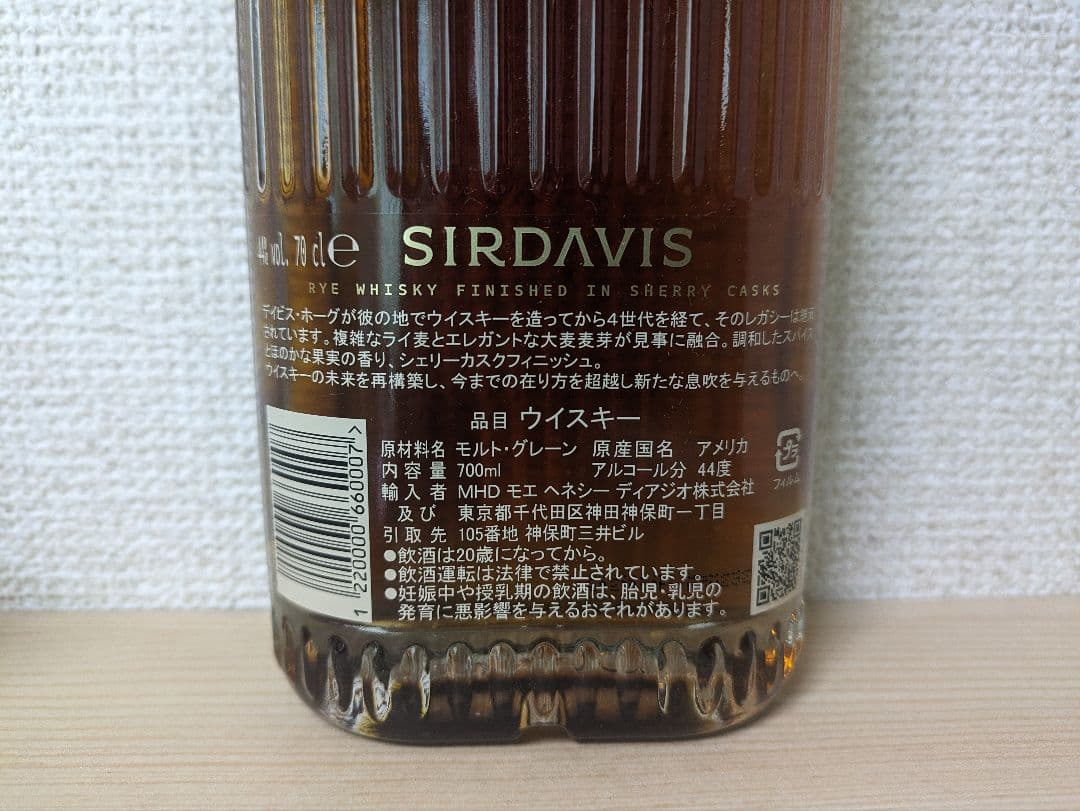 44% vol. 70 cl e SIRDAVIS
RYE WHISKY FINISHED IN SHERRY CASKS
デイビス・ホーグが彼の地でウイスキーを造ってから4世代を経て、そのレガシーは
されています。複雑なライ麦とエレガントな大麦麦芽が見事に融合。調和したスパイス
とほのかな果実の香り、シェリーカスクフィニッシュ。
ウイスキーの未来を再構築し、今までの在り方を超越し新たな息吹を与えるものへ。
品目 ウイスキー
原材料名 モルト・グレーン 原産国名 アメリカ
内容量 700ml アルコール分 44度
輸入者 MHD モエ ヘネシー ディアジオ株式会社
及び 東京都千代田区神田神保町一丁目
引取先 105番地 神保町三井ビル
●飲酒は20歳になってから。
●飲酒運転は法律で禁止されています。
●妊娠中や授乳期の飲酒は、胎児・乳児の
発育に悪影響を与えるおそれがあります。
1 220000 660007 >
プラ
フィルム